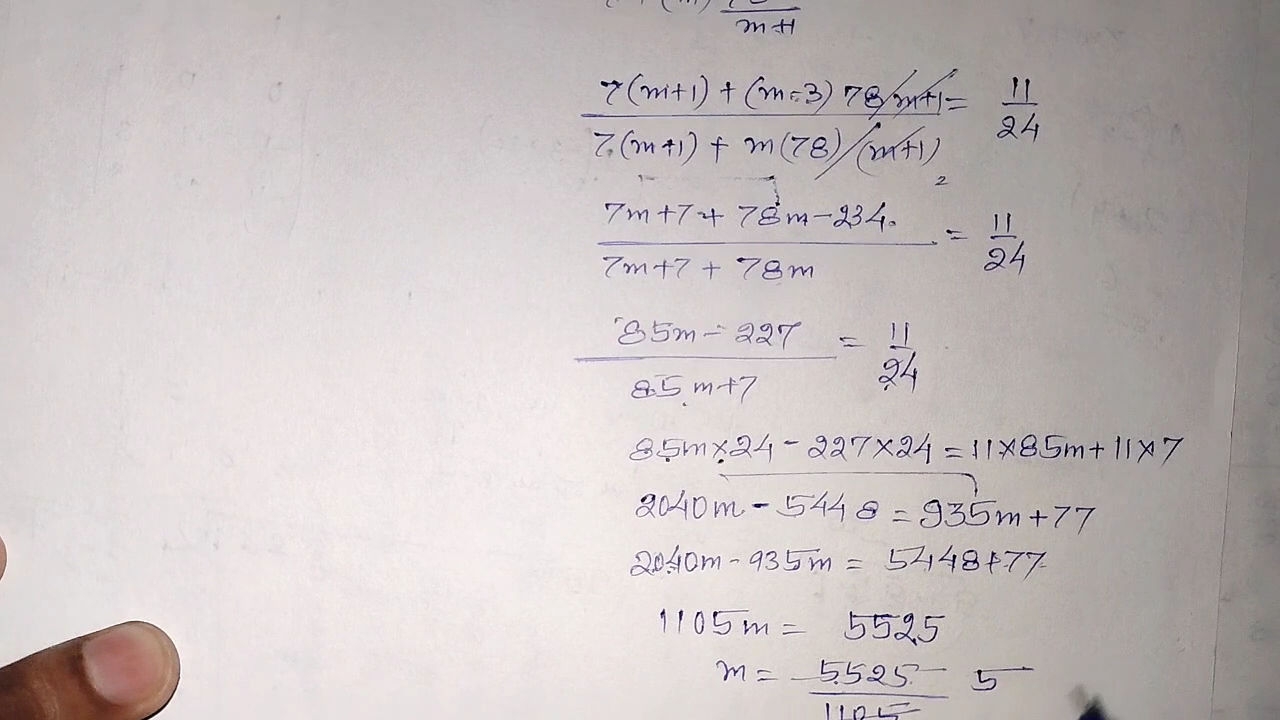 m+1
7(m+1) + (m-3) 78/m+1 = 11/24
7(m+1) + m(78)/(m+1)
2
7m+7+ 78m-234. = 11/24
7m+7+ 78m
85m-227 = 11/24
85m+7
85m×24-227×24=11×85m+11×7
2040m-5448=935m+77
2040m-935m= 5448+77
1105m= 5525
m= 5525 5
1105